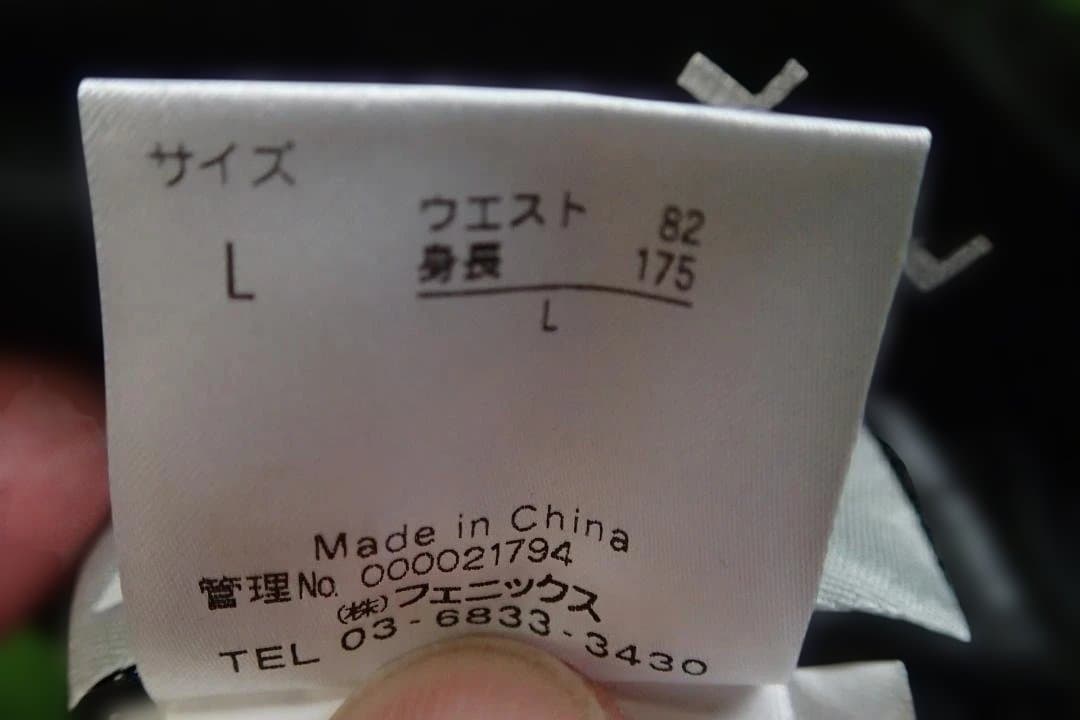 サイズ
L
ウエスト 82
身長 175
L
Made in China
管理No. 000021794
(株)フェニックス
TEL 03-6833-3430